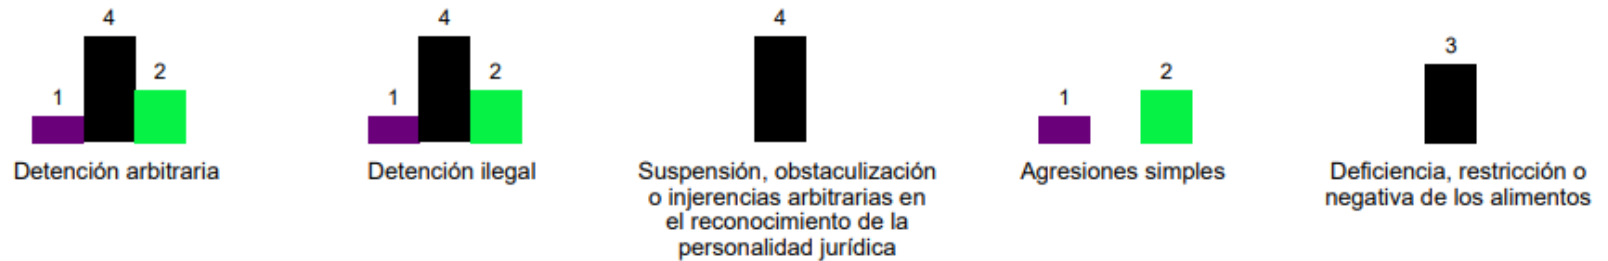 4
1
2
Detención arbitraria
4
1
2
Detención ilegal
4
Suspensión, obstaculización
o injerencias arbitrarias en
el reconocimiento de la
personalidad jurídica
1
2
Agresiones simples
3
Deficiencia, restricción o
negativa de los alimentos